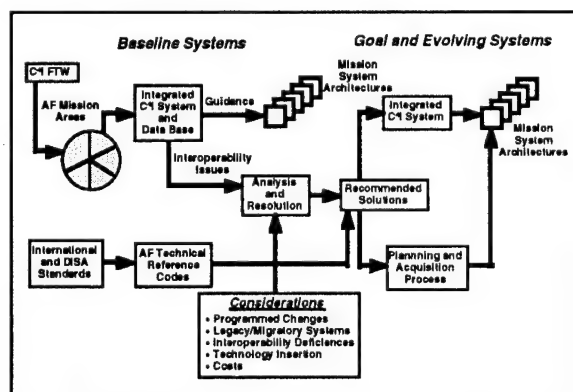 Baseline Systems
Goal and Evolving Systems
C⁴I FTW
AF Mission
Areas
Integrated
C⁴I System
and
Data Base
Guidance
Mission
System
Architectures
Integrated
C⁴I System
Mission
System
Architectures
Interoperability
Issues
Analysis
and
Resolution
Recommended
Solutions
International
and DISA
Standards
AF Technical
Reference
Codes
Plannning and
Acquisition
Process
Considerations
• Programmed Changes
• Legacy/Migratory Systems
• Interoperability Deficiences
• Technology Insertion
• Costs